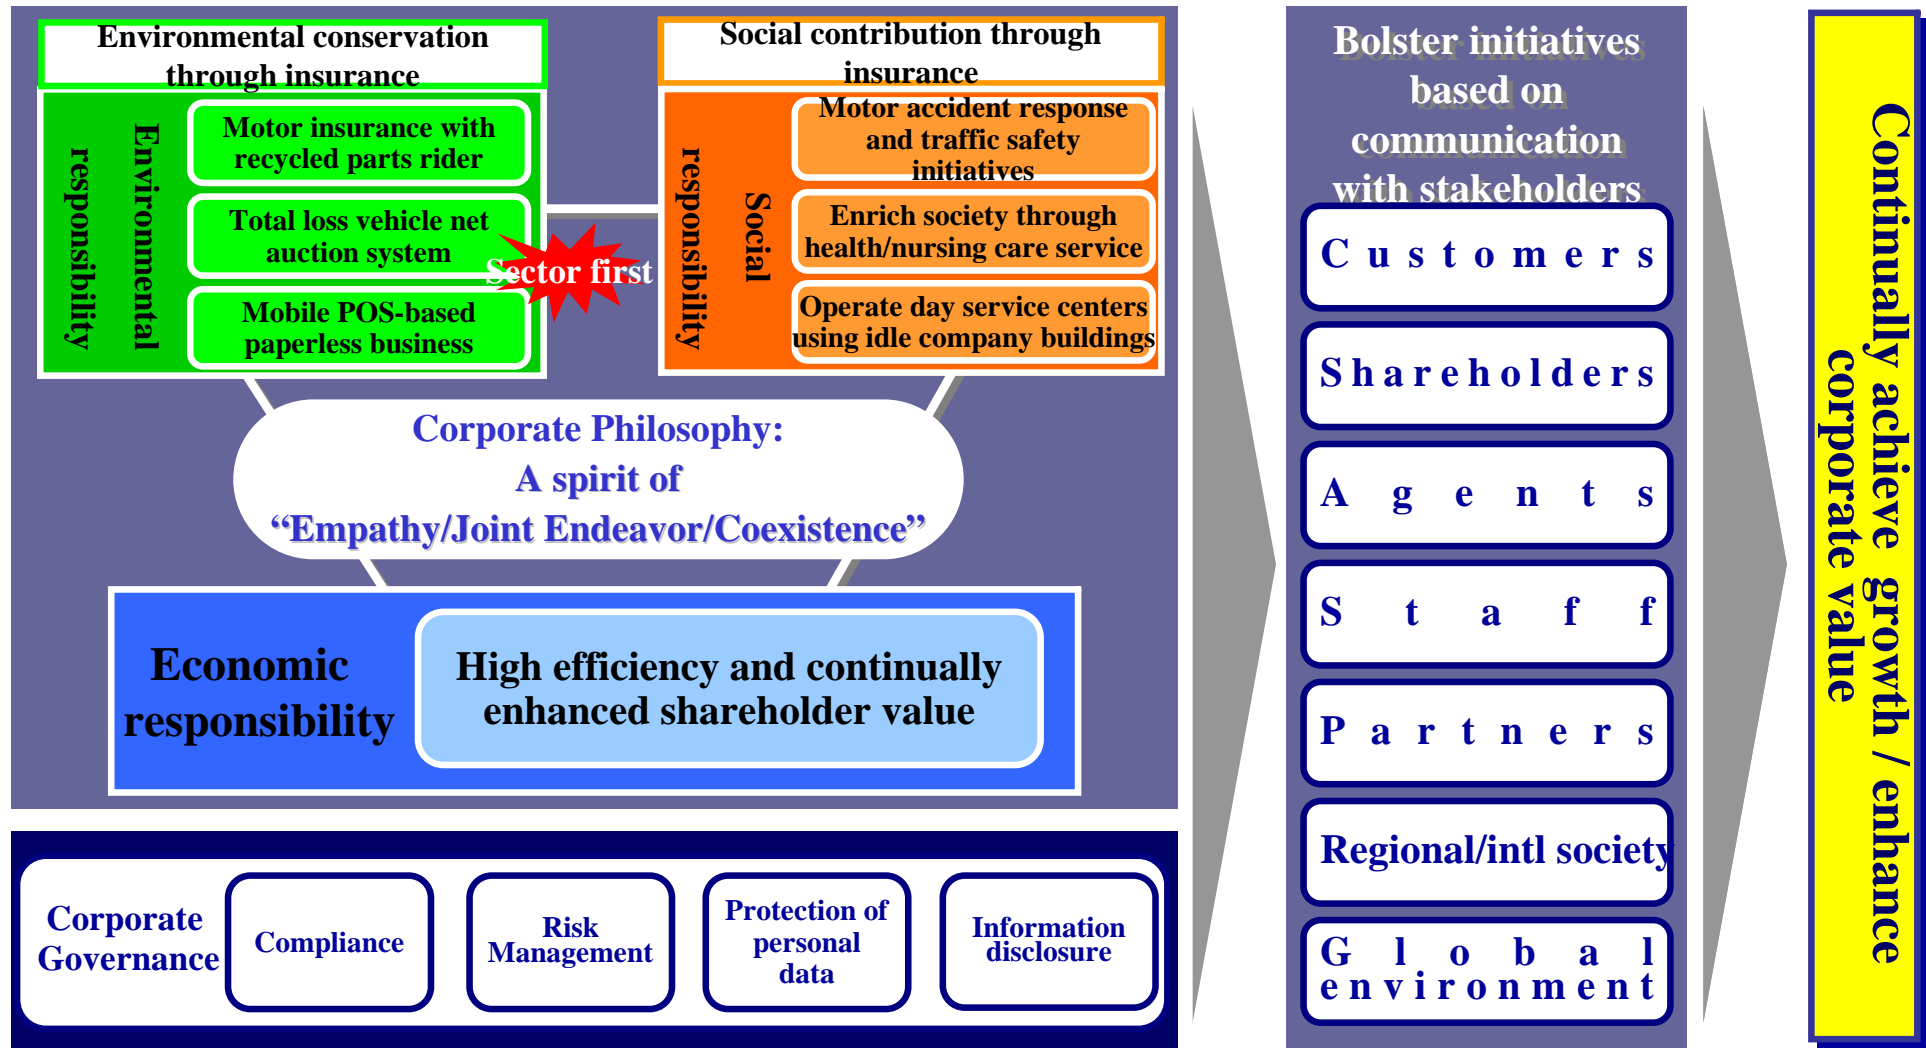 Environmental conservation
through insurance
Environmental
responsibility
Motor insurance with
recycled parts rider
Total loss vehicle net
auction system
Mobile POS-based
paperless business
Sector first
Social contribution through
insurance
Social
responsibility
Motor accident response
and traffic safety
initiatives
Enrich society through
health/nursing care service
Operate day service centers
using idle company buildings
Corporate Philosophy:
A spirit of
“Empathy/Joint Endeavor/Coexistence”
Economic
responsibility
High efficiency and continually
enhanced shareholder value
Corporate
Governance
Compliance
Risk
Management
Protection of
personal
data
Information
disclosure
Bolster initiatives
based on
communication
with stakeholders
Customers
Shareholders
Agents
Staff
Partners
Regional/intl society
Global
environment
Continually achieve growth / enhance
corporate value